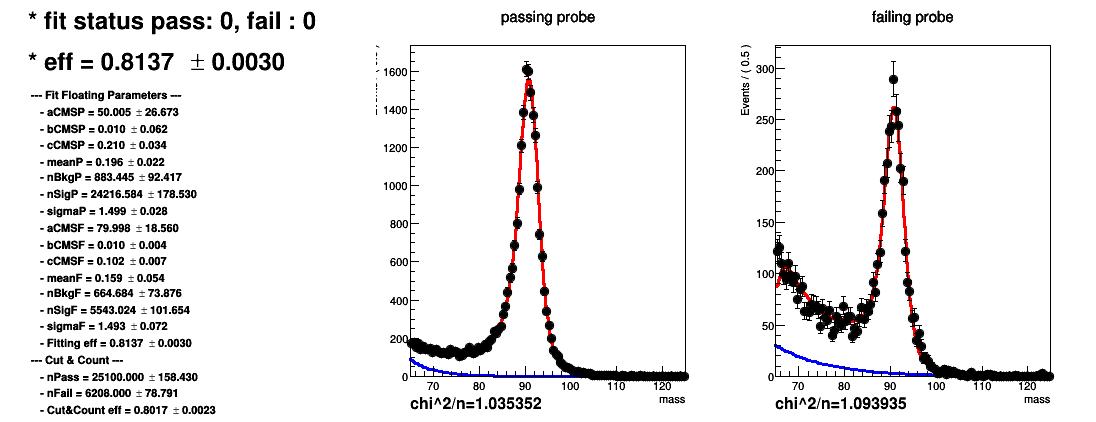 * fit status pass: 0, fail : 0
* eff = 0.8137 ± 0.0030
--- Fit Floating Parameters ---
- aCMSP = 50.005 ± 26.673
- bCMSP = 0.010 ± 0.062
- cCMSP = 0.210 ± 0.034
- meanP = 0.196 ± 0.022
- nBkgP = 883.445 ± 92.417
- nSigP = 24216.584 ± 178.530
- sigmaP = 1.499 ± 0.028
- aCMSF = 79.998 ± 18.560
- bCMSF = 0.010 ± 0.004
- cCMSF = 0.102 ± 0.007
- meanF = 0.159 ± 0.054
- nBkgF = 664.684 ± 73.876
- nSigF = 5543.024 ± 101.654
- sigmaF = 1.493 ± 0.072
- Fitting eff = 0.8137 ± 0.0030
--- Cut & Count ---
- nPass = 25100.000 ± 158.430
- nFail = 6208.000 ± 78.791
- Cut&Count eff = 0.8017 ± 0.0023
passing probe
1600
1400
1200
1000
800
600
400
200
0
70 80 90 100 110 120
mass
chi^2/n=1.035352
failing probe
Events / ( 0.5 )
300
250
200
150
100
50
0
70 80 90 100 110 120
mass
chi^2/n=1.093935